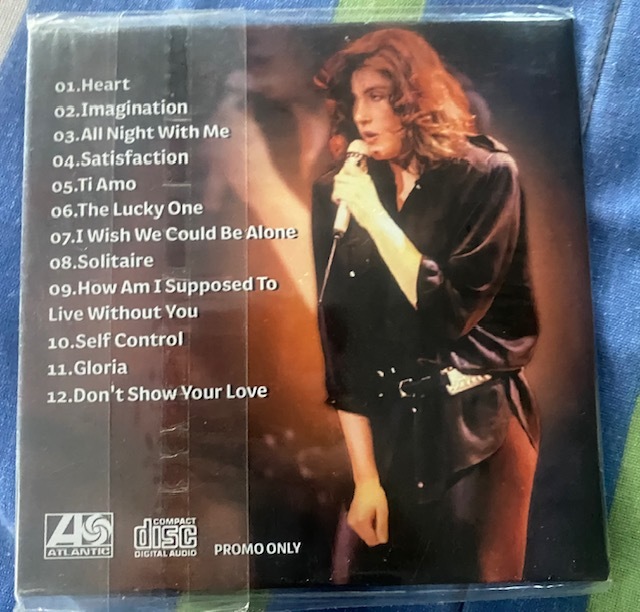 01.Heart
02.Imagination
03.All Night With Me
04.Satisfaction
05.Ti Amo
06.The Lucky One
07.I Wish We Could Be Alone
08.Solitaire
09.How Am I Supposed To
Live Without You
10.Self Control
11.Gloria
12.Don't Show Your Love
ATLANTIC
COMPACT
disc
DIGITAL AUDIO
PROMO ONLY